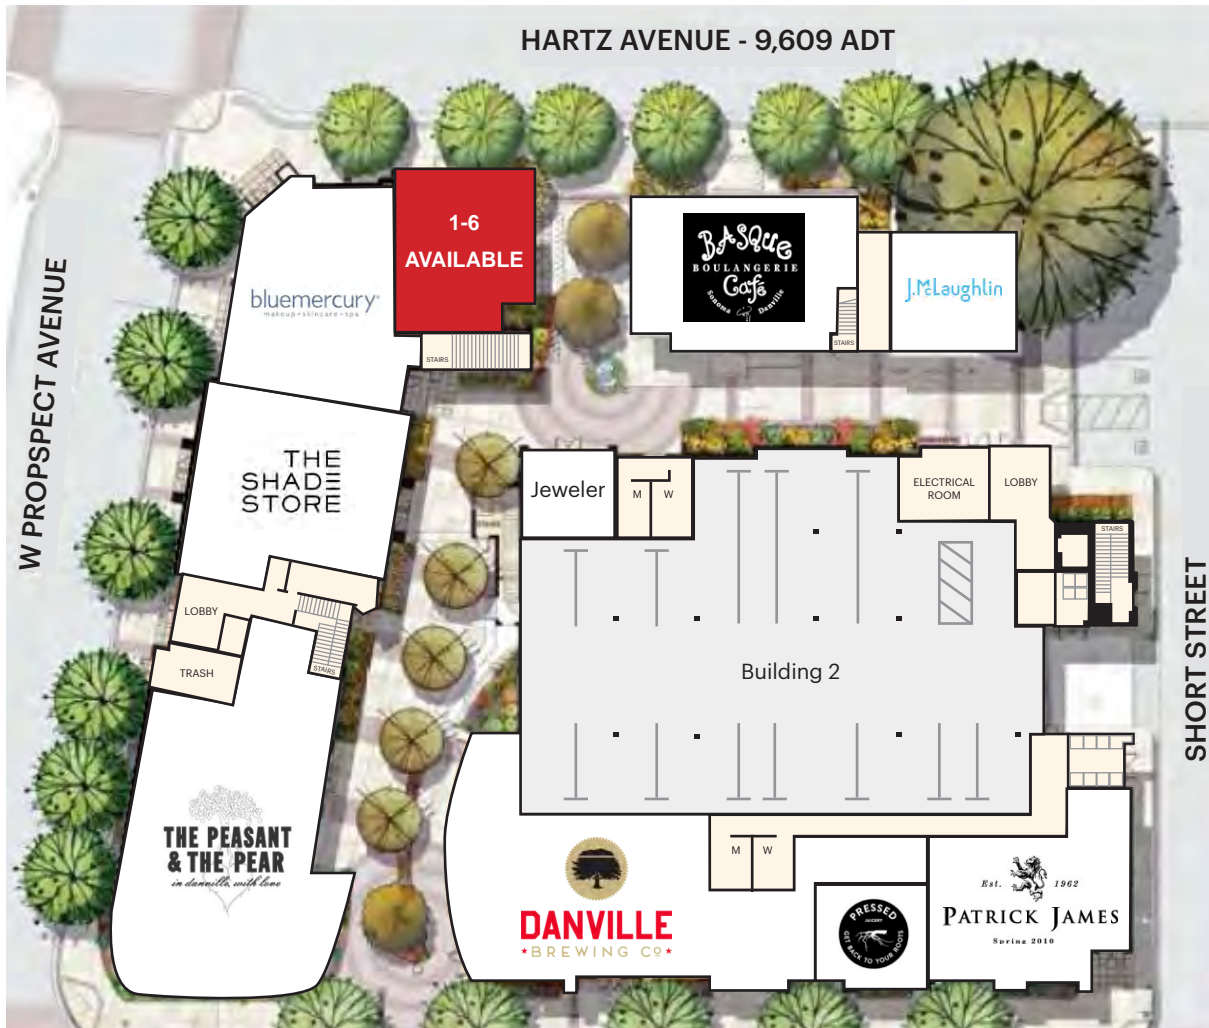 HARTZ AVENUE - 9,609 ADT
W PROPSPECT AVENUE
SHORT STREET
1-6
AVAILABLE
bluemercury
makeup • skincare • spa
STAIRS
BASQUE
BOULANGERIE
Café
Sonoma Danville
STAIRS
J.McLaughlin
THE
SHADE
STORE
Jeweler
M W
ELECTRICAL
ROOM
LOBBY
STAIRS
STAIRS
LOBBY
TRASH
STAIRS
Building 2
THE PEASANT
& THE PEAR
in danville, with love
DANVILLE
BREWING CO
M W
PRESSED
JUICERY
GET BACK TO YOUR ROOTS
Est. 1962
PATRICK JAMES
Spring 2010